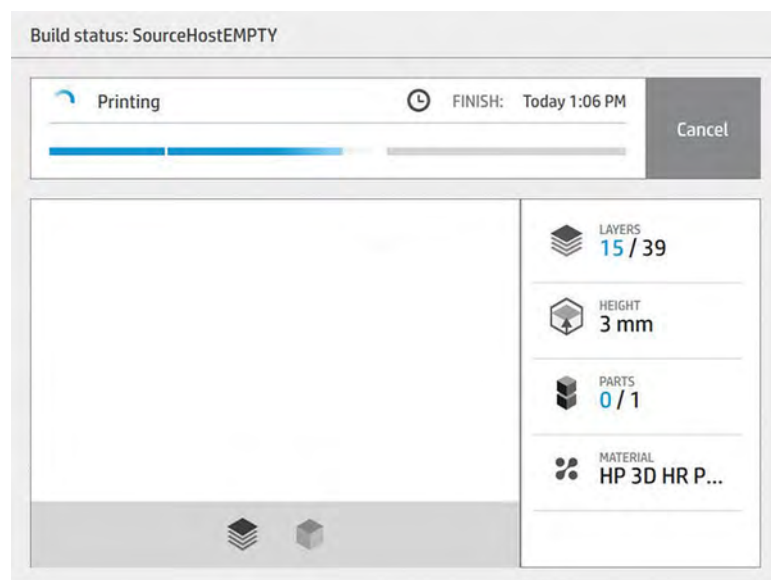 Build status: SourceHostEMPTY
Printing FINISH: Today 1:06 PM
Cancel
LAYERS
15 / 39
HEIGHT
3 mm
PARTS
0 / 1
MATERIAL
HP 3D HR P...